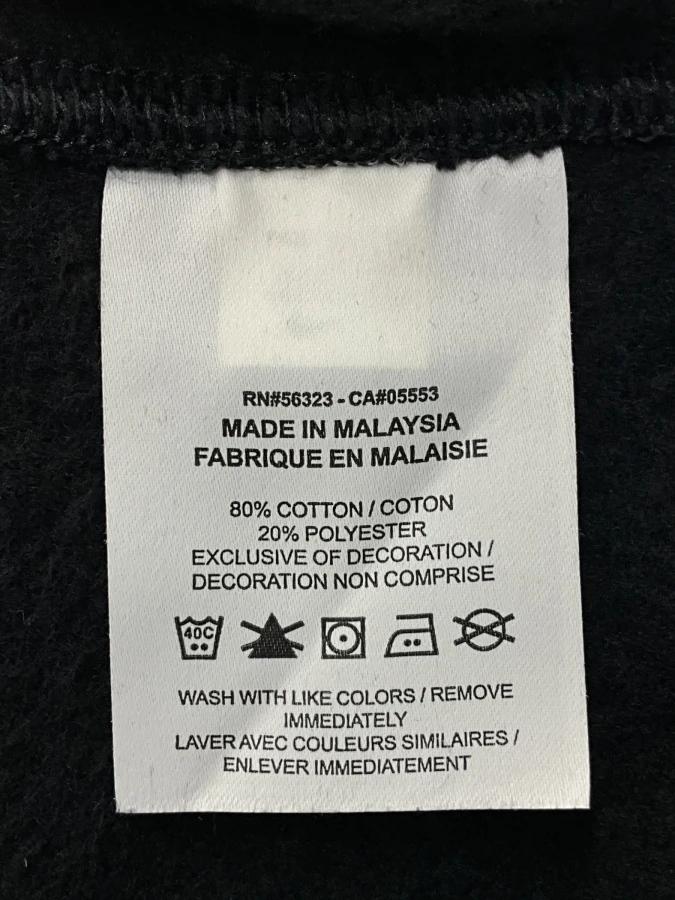 RN#56323 - CA#05553
MADE IN MALAYSIA
FABRIQUE EN MALAISIE
80% COTTON / COTON
20% POLYESTER
EXCLUSIVE OF DECORATION /
DECORATION NON COMPRISE
40C
WASH WITH LIKE COLORS / REMOVE
IMMEDIATELY
LAVER AVEC COULEURS SIMILAIRES /
ENLEVER IMMEDIATEMENT